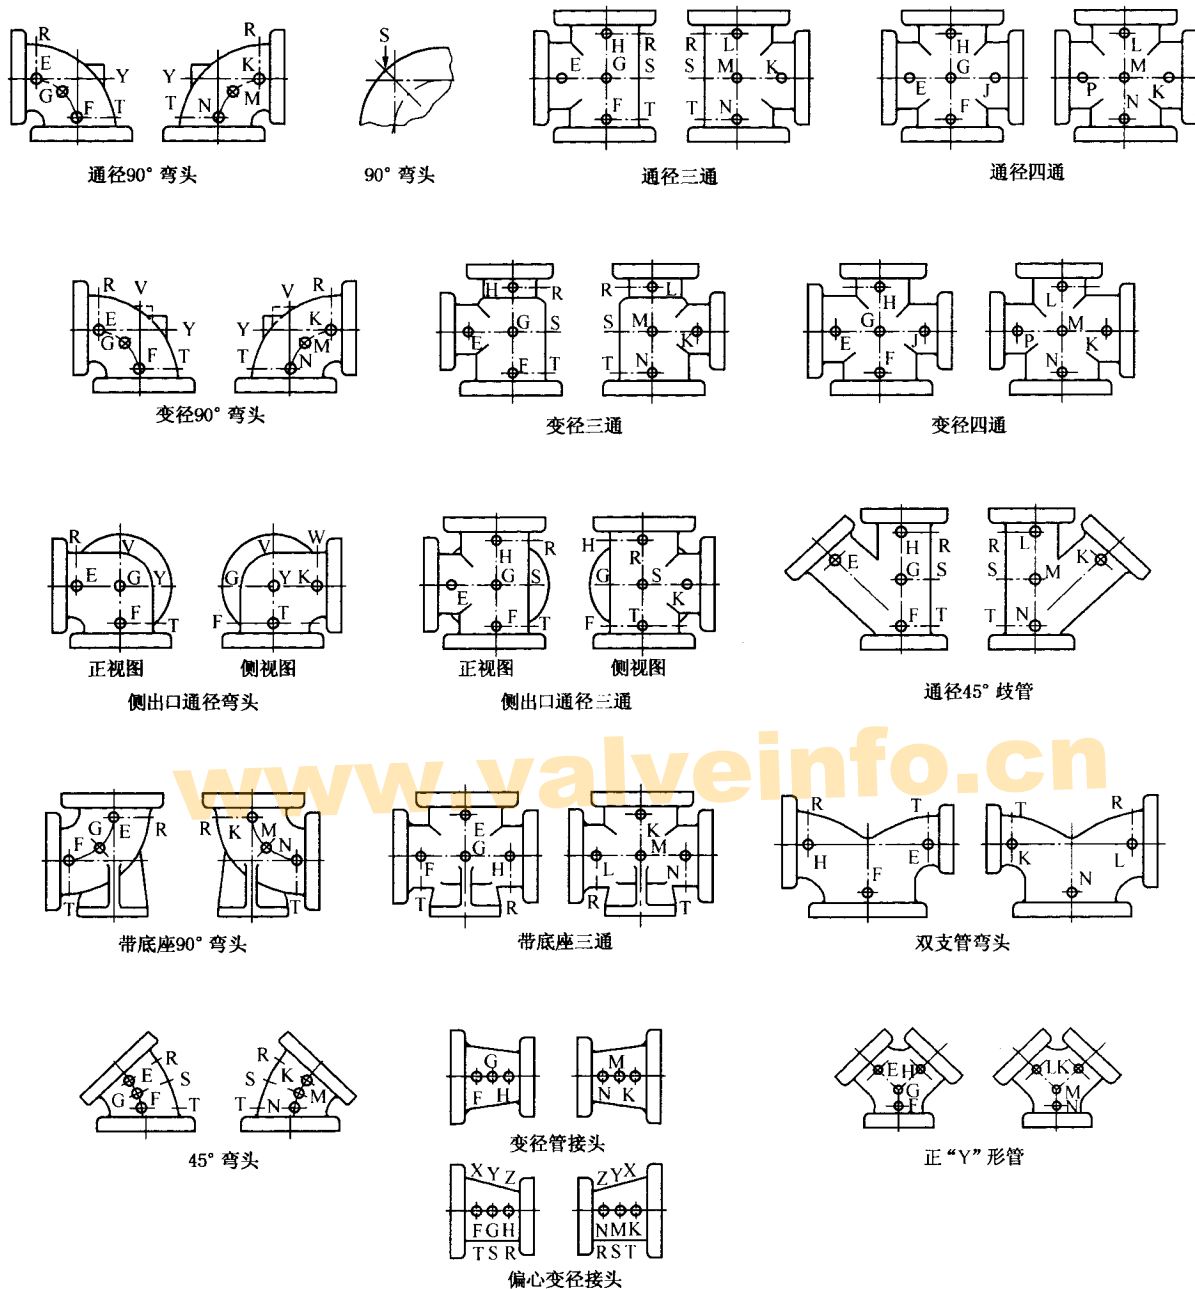 R E G F Y T
R K M N Y T
S
H R G S E F T
R L S M K T N
H G E J F
L M P K N
通径90° 弯头
90° 弯头
通径三通
通径四通
R V E Y G F T
V R K Y M T N
H R G S E F T
R L M S K T N
H G E J F
L M P K N
变径90° 弯头
变径三通
变径四通
R V E G Y F T
V W G Y K F T
H R G S E F T
H R G S K F T
E H R G S F T
R L S M K T N
正视图
侧视图
正视图
侧视图
侧出口通径弯头
侧出口通径三通
通径45° 歧管
www.valveinfo.cn
G E R F T
R K M N T
E G F H T R
K M L N R T
R T H E F
T R K L N
带底座90° 弯头
带底座三通
双支管弯头
R E S G F T
R K S M T N
G F H
M N K
E H G F
L K M N
45° 弯头
变径管接头
正“Y”形管
X Y Z
Z Y X
F G H
N M K
T S R
R S T
偏心变径接头